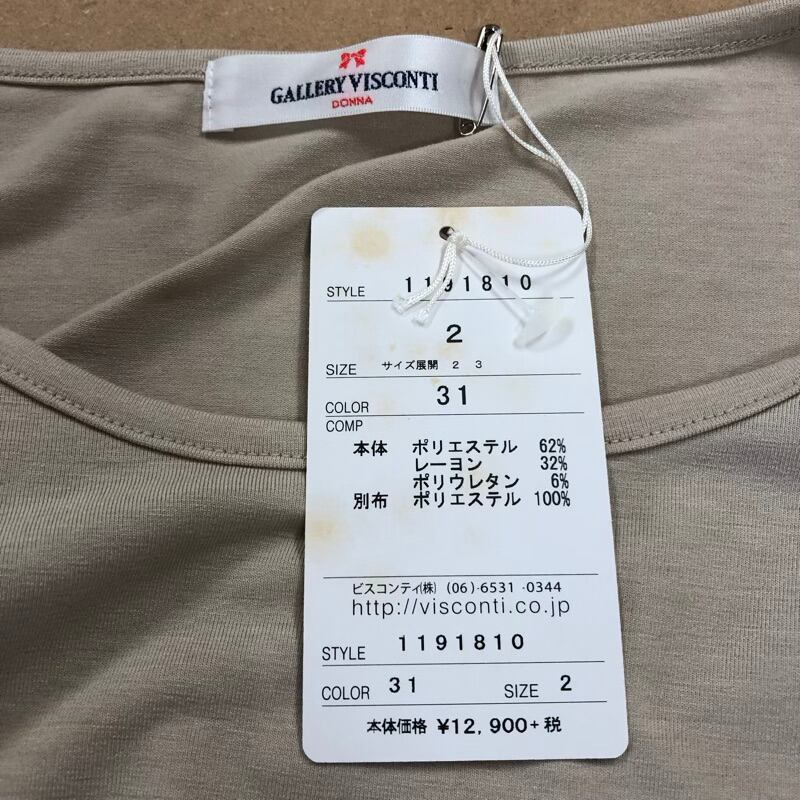 GALLERY VISCONTI
DONNA
STYLE 1191810
2
SIZE サイズ展開 2 3
COLOR 31
COMP
本体 ポリエステル 62%
レーヨン 32%
ポリウレタン 6%
別布 ポリエステル 100%
ビスコンティ㈱ (06)-6531-0344
http://visconti.co.jp
STYLE 1191810
COLOR 31 SIZE 2
本体価格 ¥12,900+税